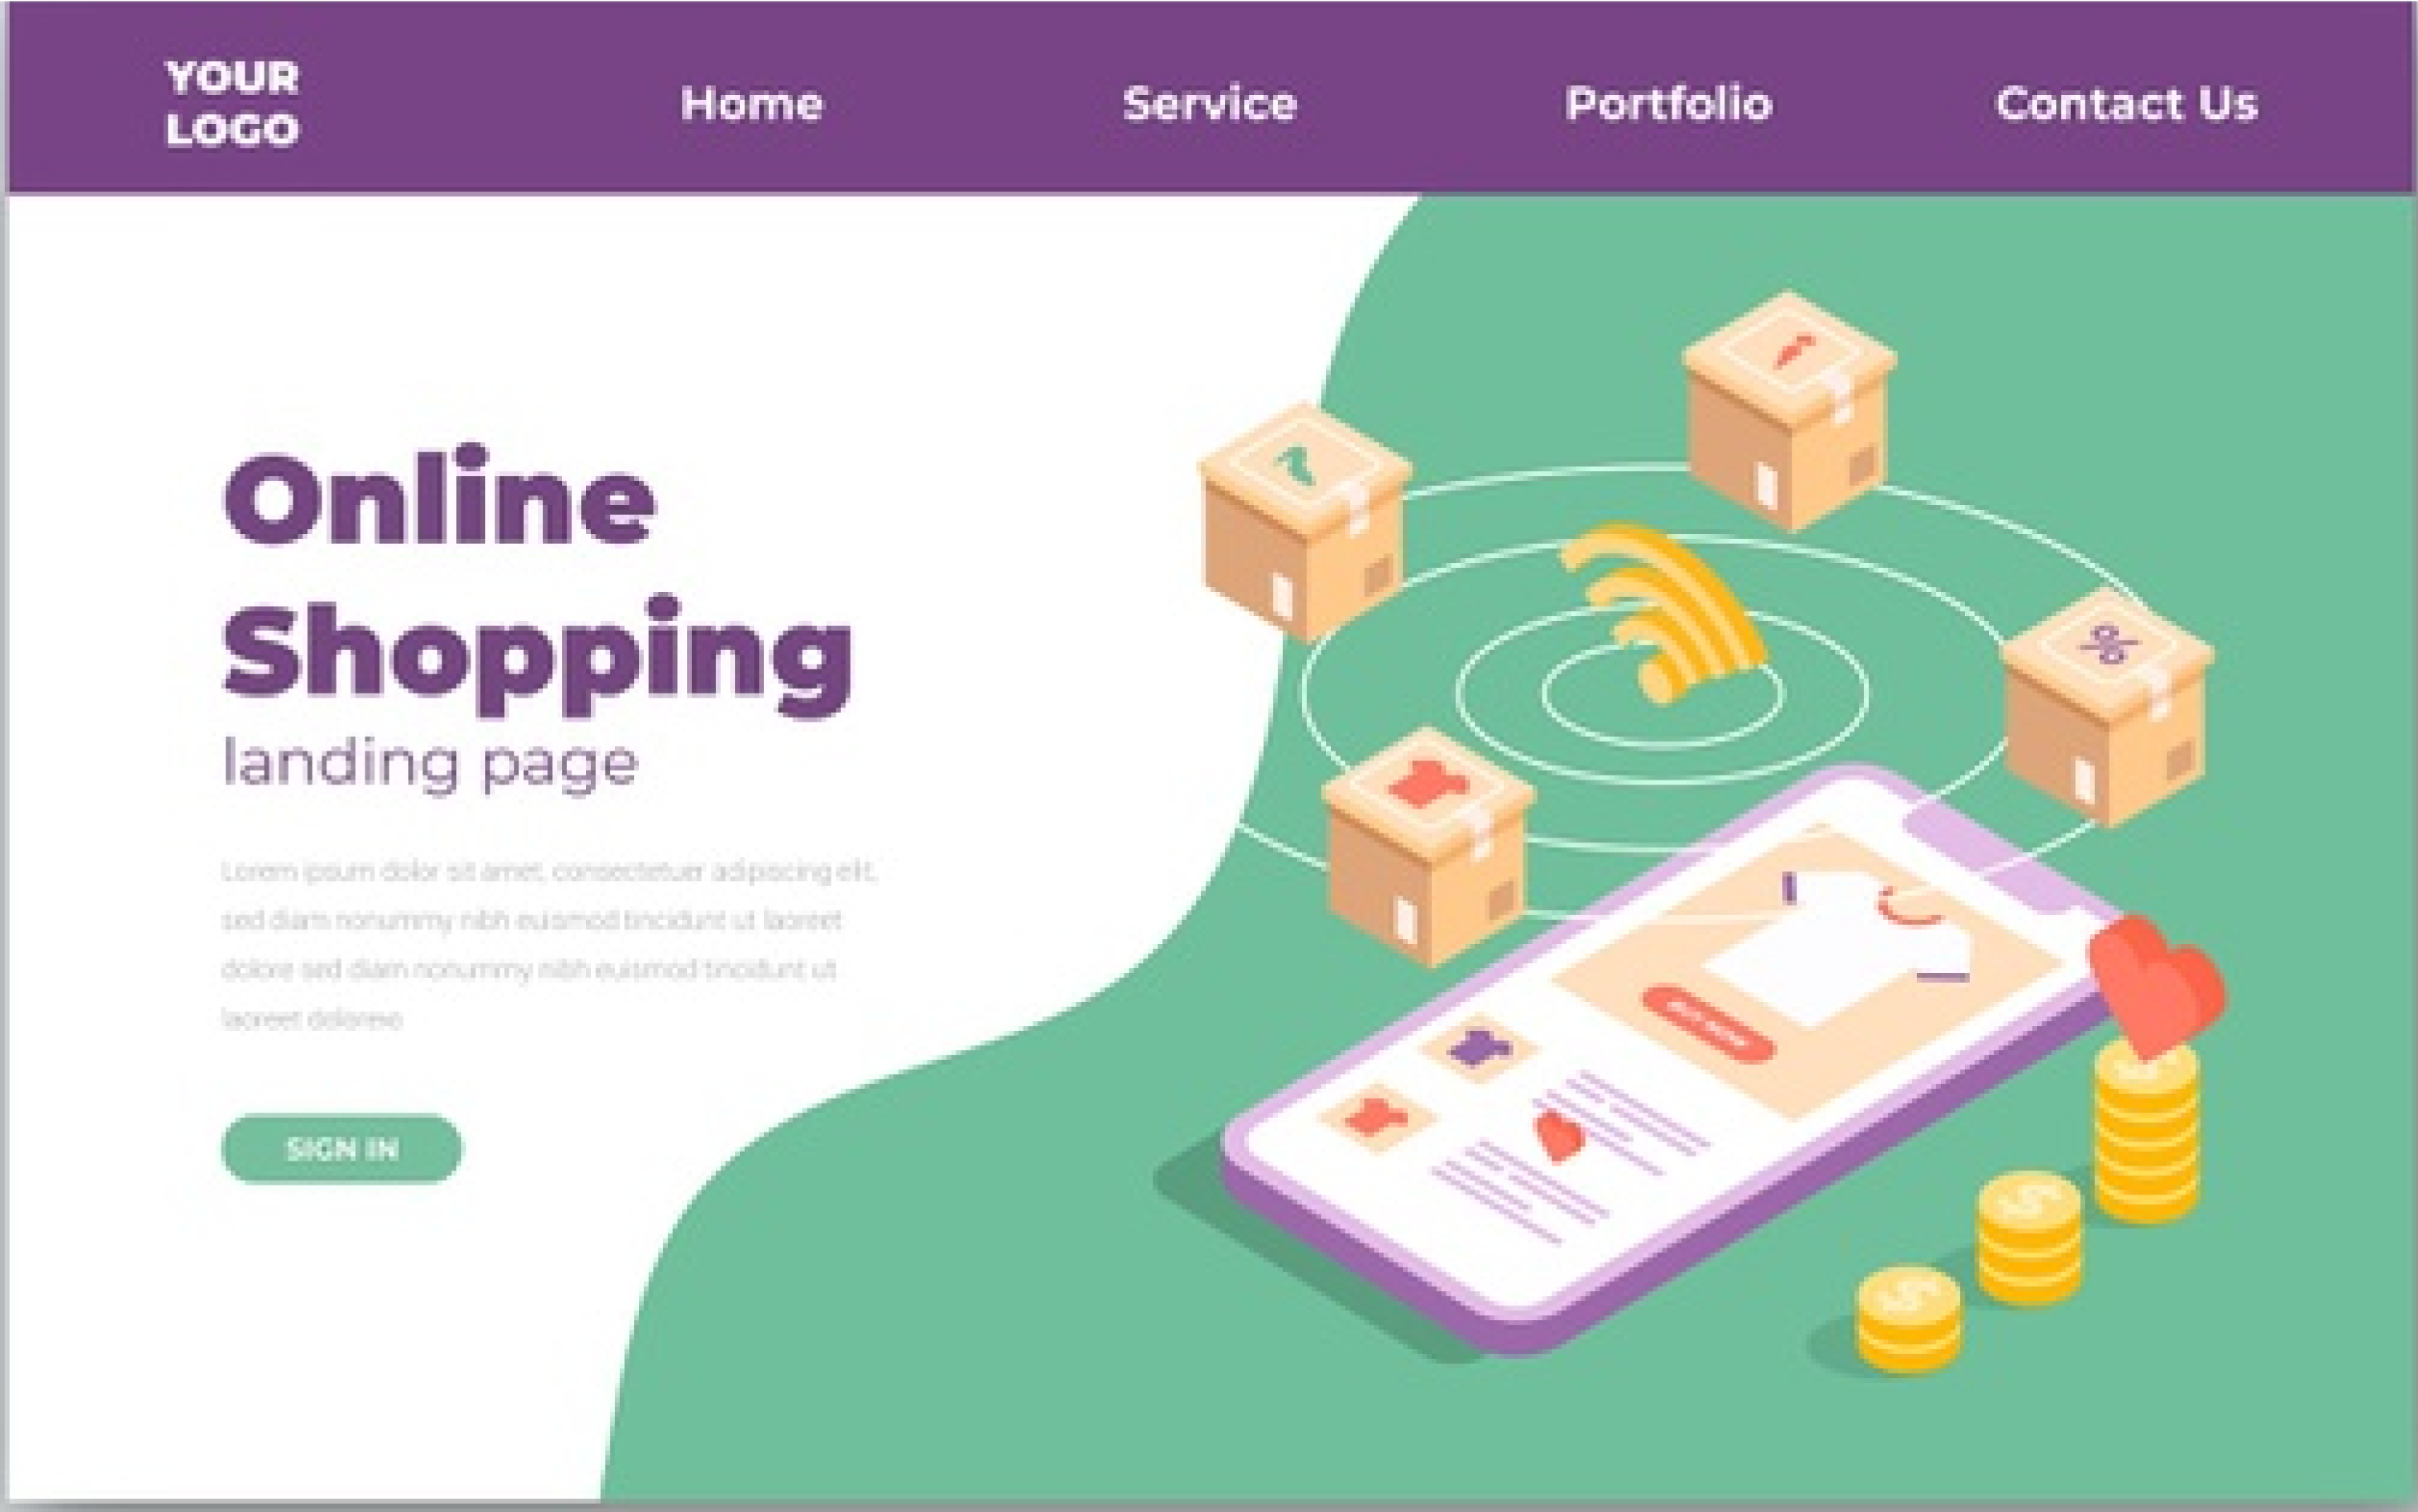 YOUR
LOGO
Home
Service
Portfolio
Contact Us
Online
Shopping
landing page
Lorem ipsum dolor sit amet, consectetuer adipiscing elit,
sed diam nonummy nibh euismod tincidunt ut laoreet
dolore sed diam nonummy nibh euismod tincidunt ut
laoreet
SIGN IN
%